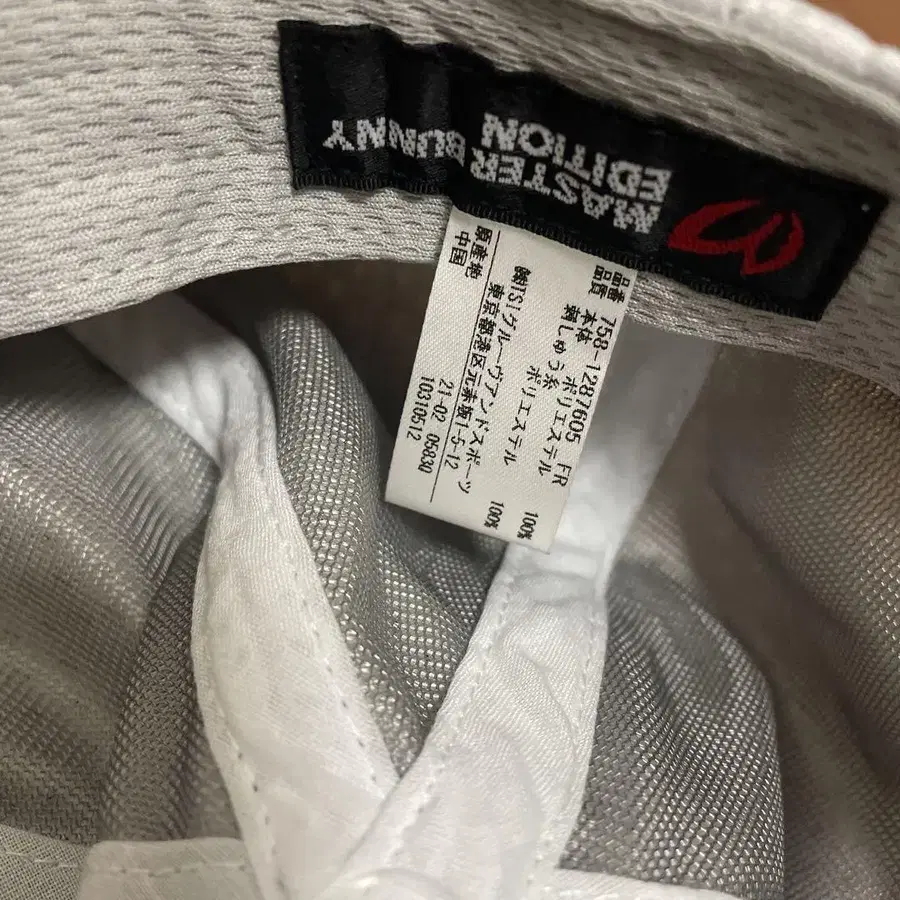 MASTER BUNNY
EDITION
品番 758-1287605 FR
品質 本体 ポリエステル 100%
刺しゅう糸 ポリエステル 100%
㈱TSIグルーヴアンドスポーツ
東京都港区元赤坂1-5-12
原産地 21-02 0583Q
中国 10310512